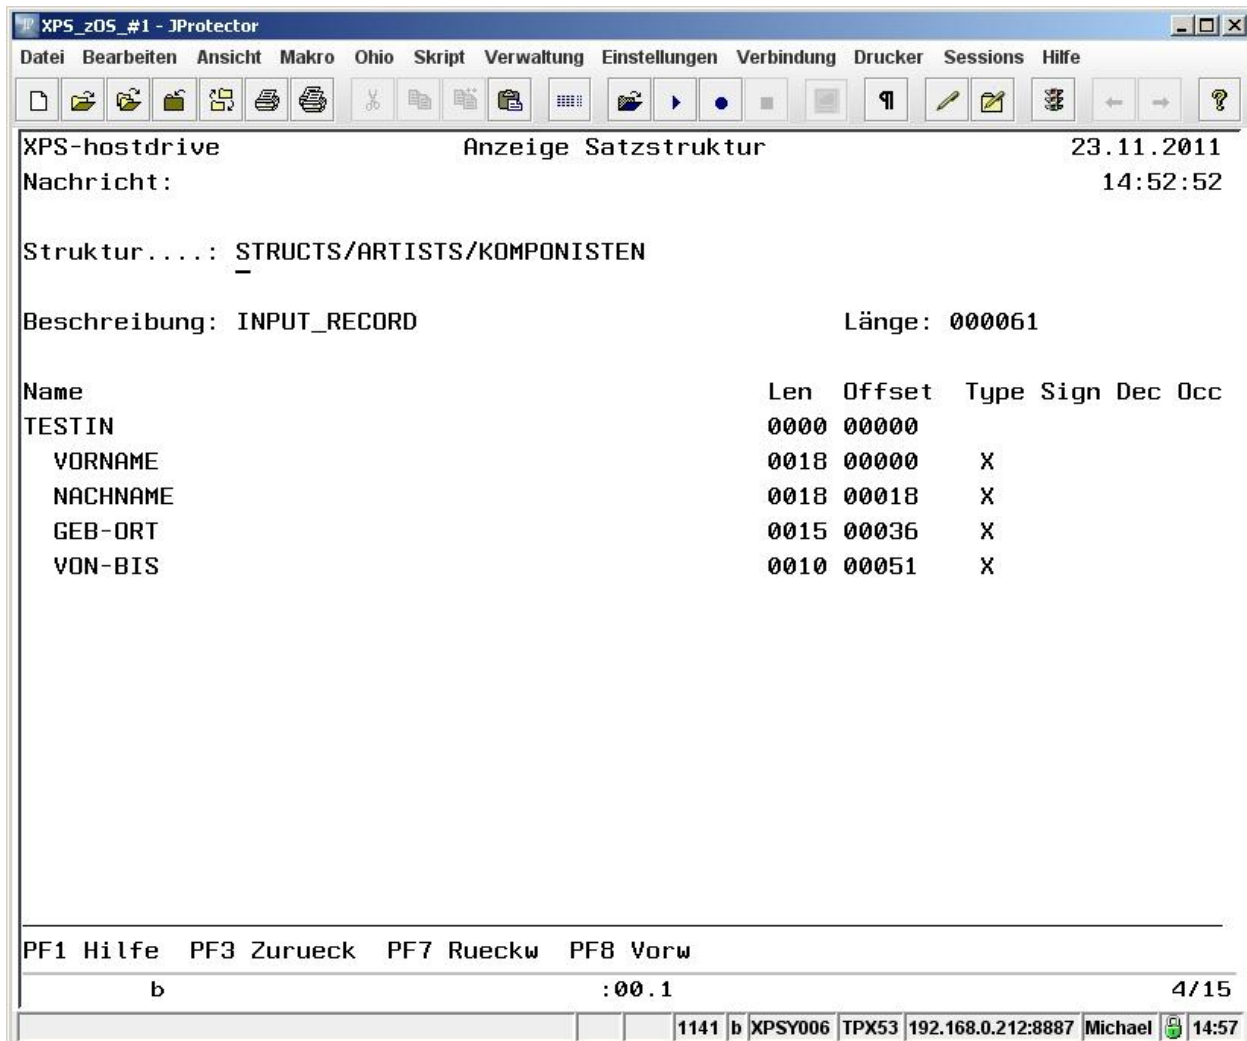 XPS_zOS_#1 - JProtector
Datei Bearbeiten Ansicht Makro Ohio Skript Verwaltung Einstellungen Verbindung Drucker Sessions Hilfe
XPS-hostdrive Anzeige Satzstruktur 23.11.2011
Nachricht: 14:52:52
Struktur....: STRUCTS/ARTISTS/KOMPONISTEN
Beschreibung: INPUT_RECORD Länge: 000061
Name Len Offset Type Sign Dec Occ
TESTIN 0000 00000
VORNAME 0018 00000 X
NACHNAME 0018 00018 X
GEB-ORT 0015 00036 X
VON-BIS 0010 00051 X
PF1 Hilfe PF3 Zurueck PF7 Rueckw PF8 Vorw
b :00.1 4/15
1141 b XPSY006 TPX53 192.168.0.212:8887 Michael 14:57